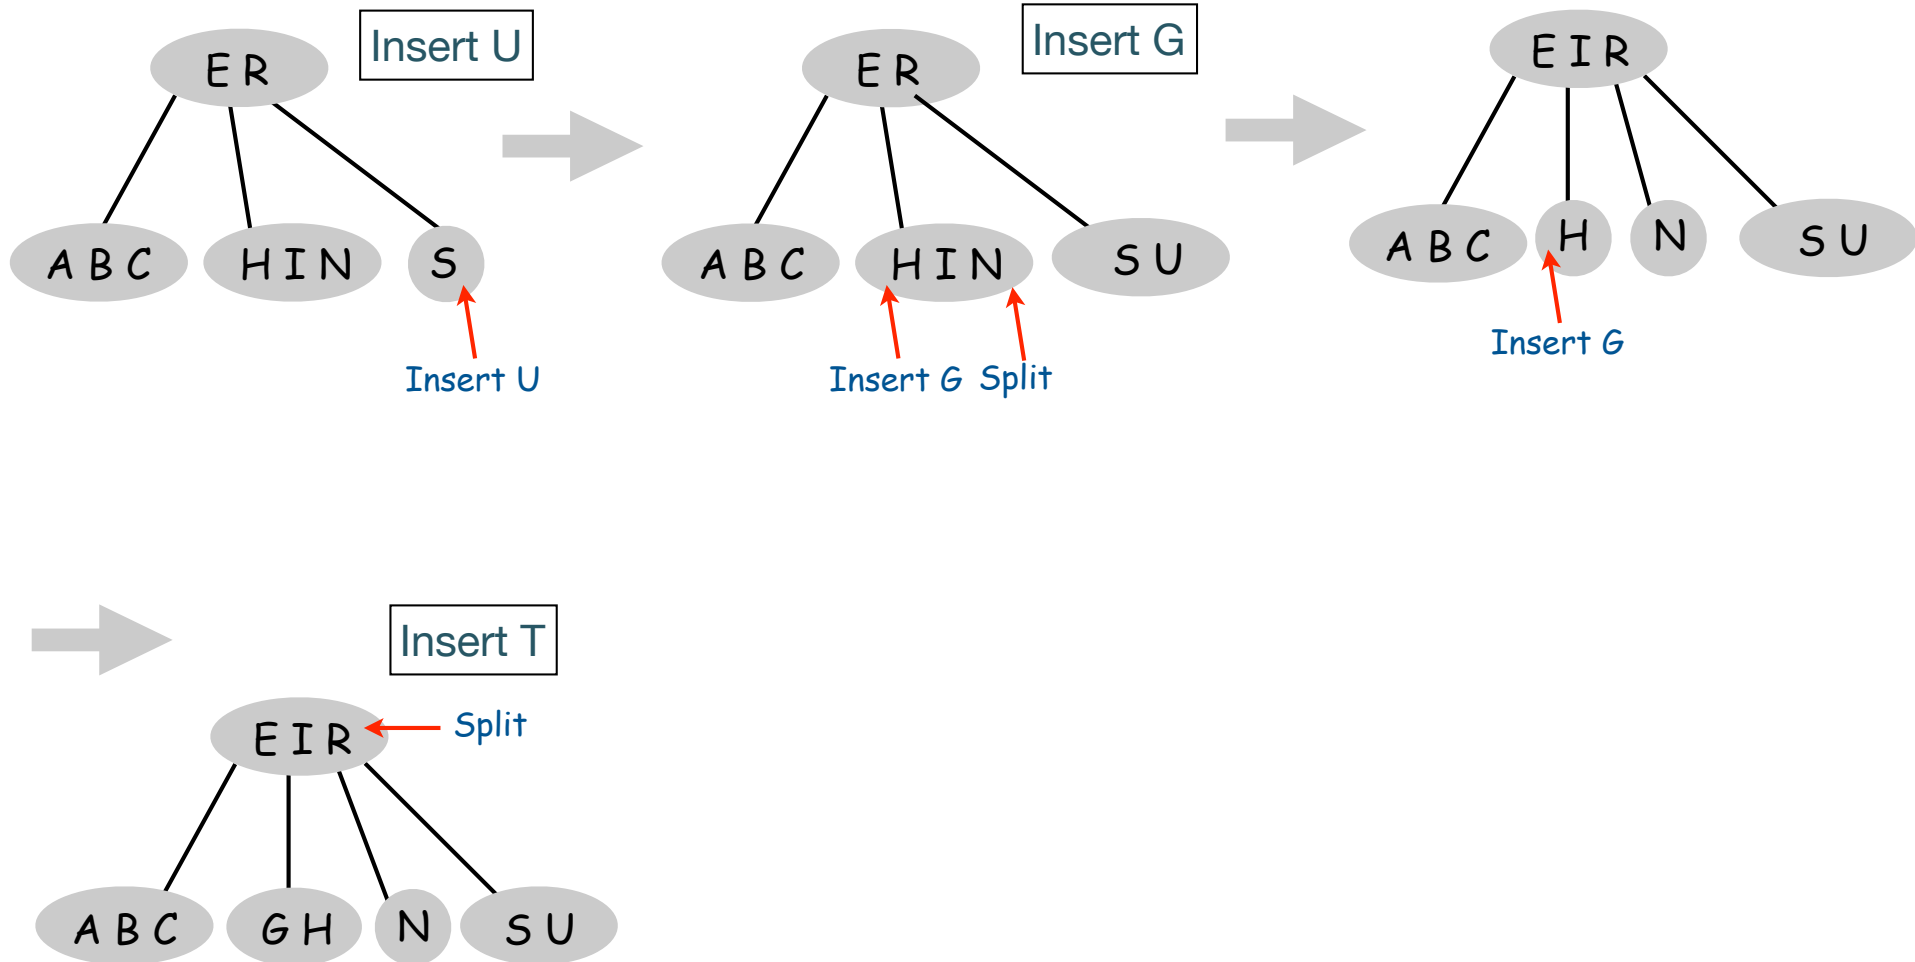 E R
Insert U
A B C
H I N
S
Insert U
E R
Insert G
A B C
H I N
S U
Insert G
Split
E I R
A B C
H
N
S U
Insert G
Insert T
E I R
Split
A B C
G H
N
S U